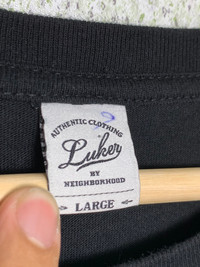 AUTHENTIC CLOTHING
Luker
BY
NEIGHBORHOOD
LARGE